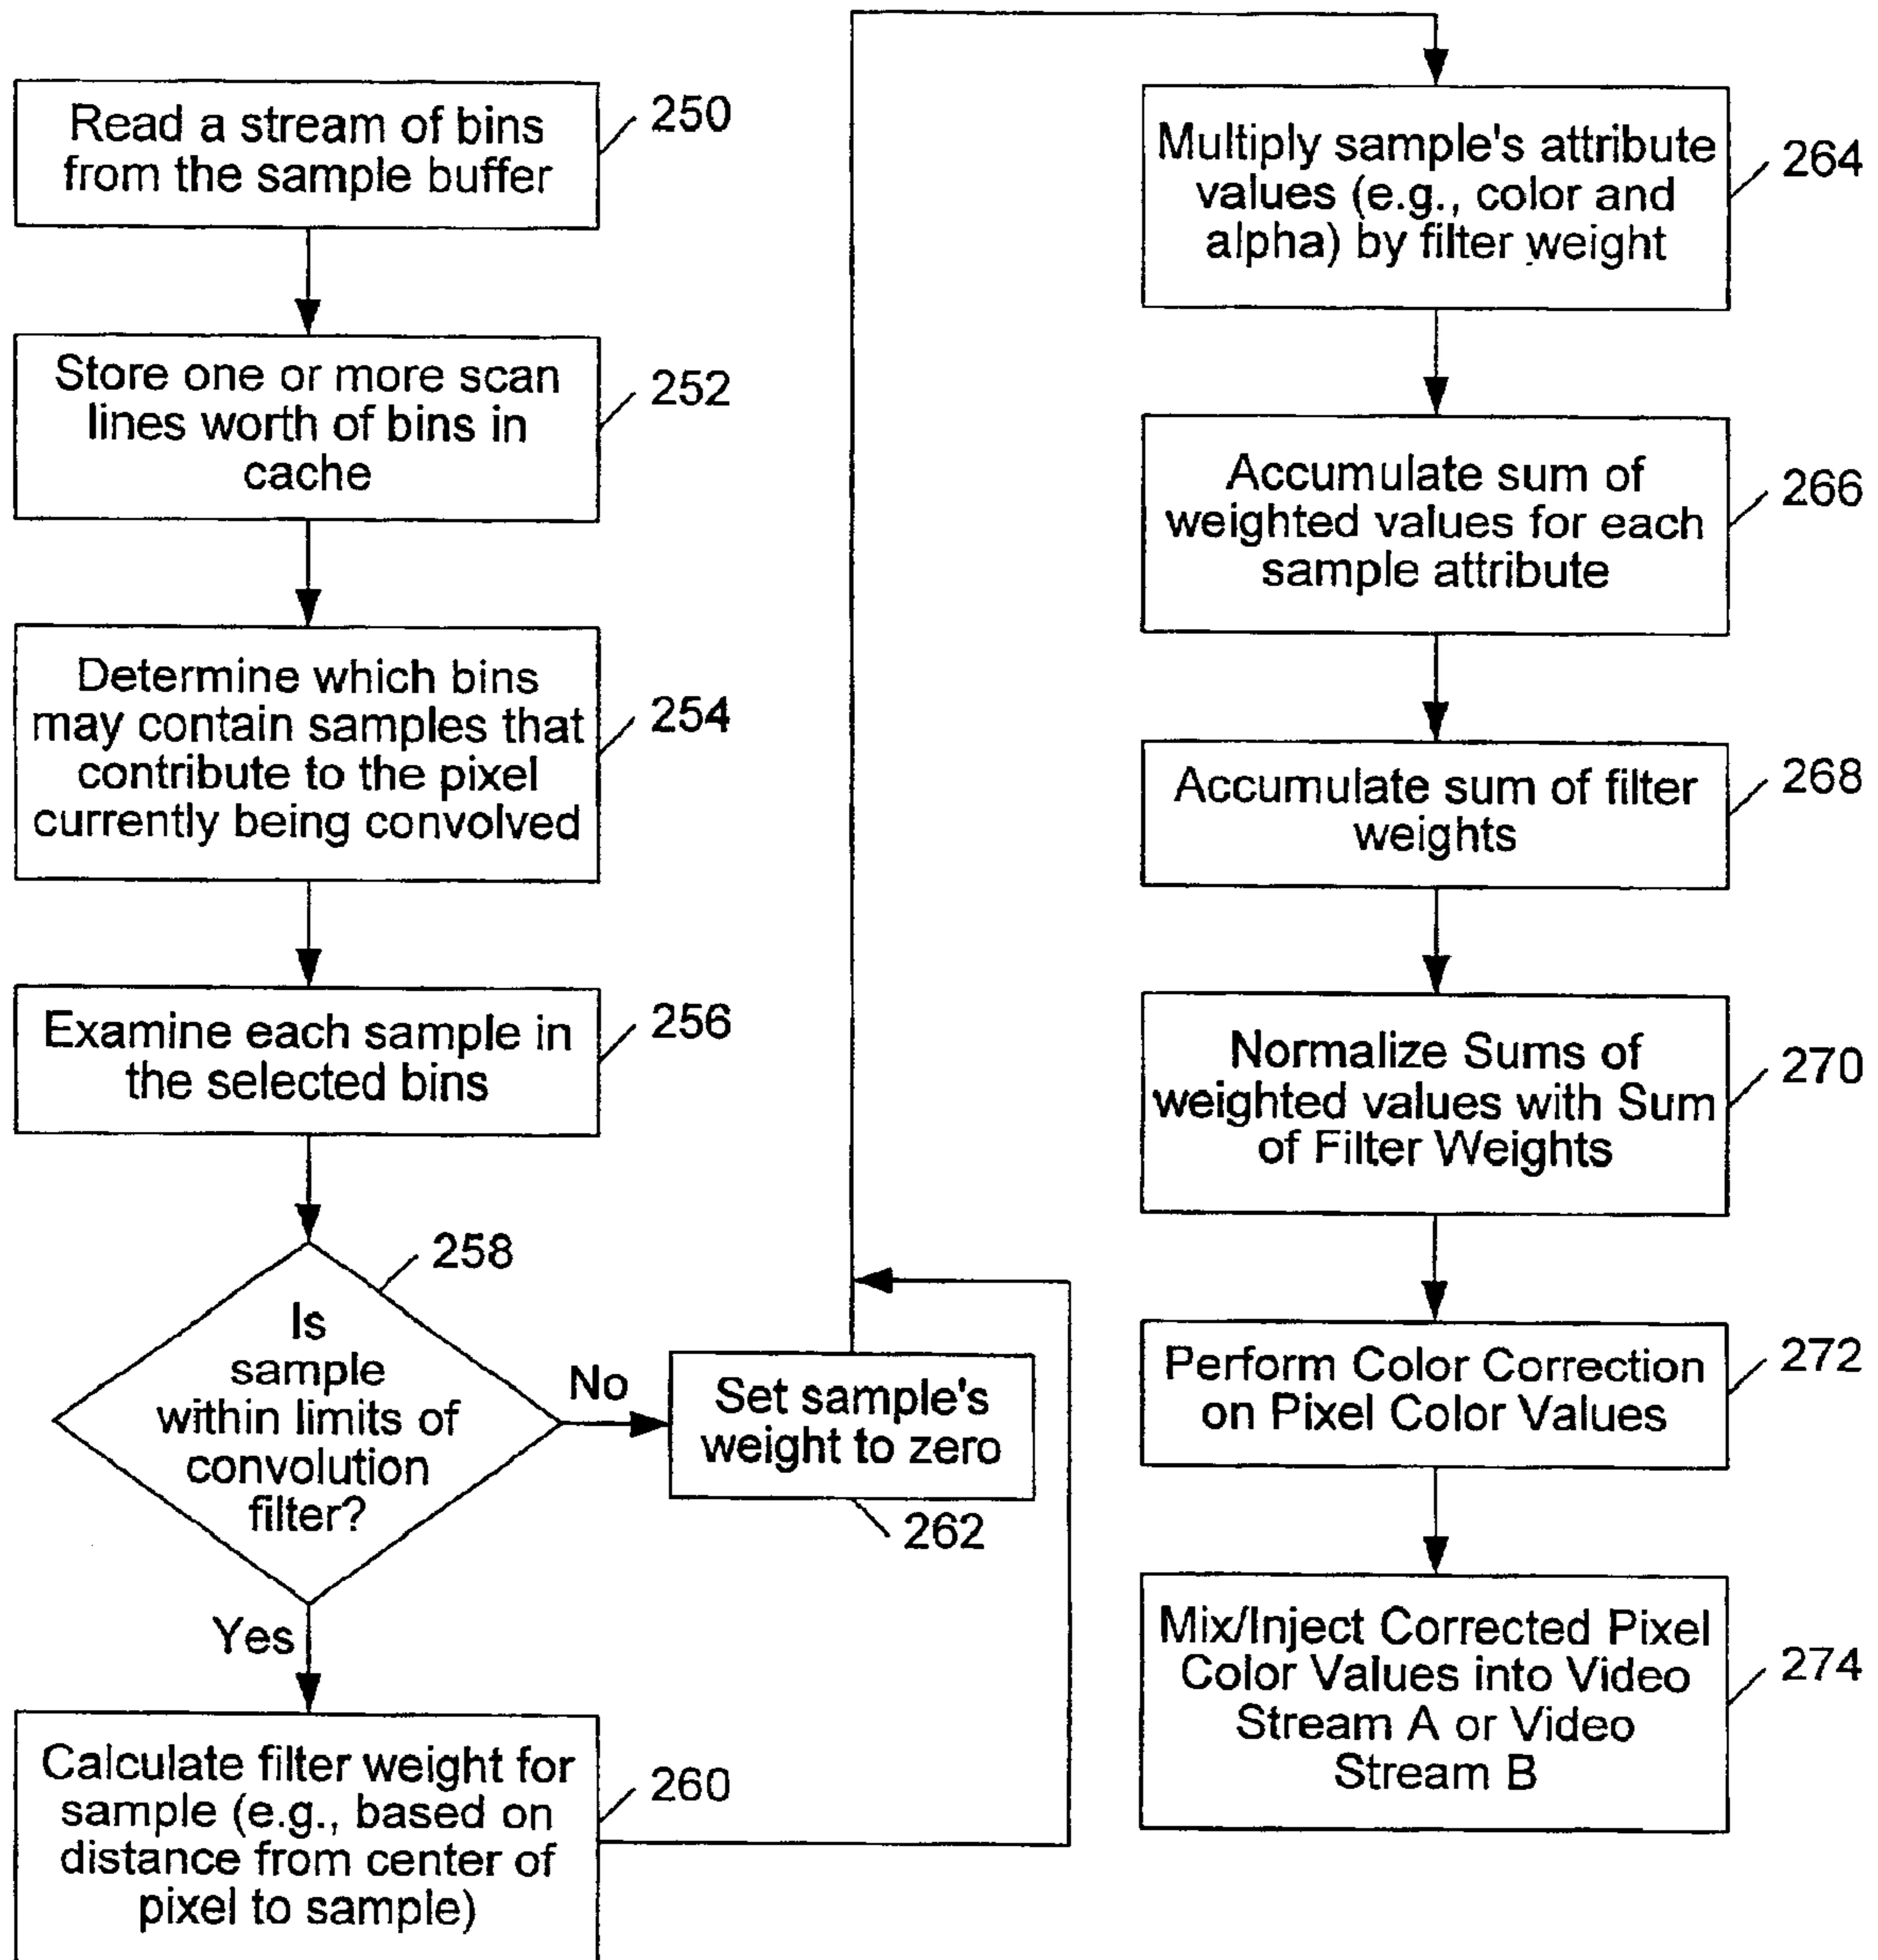 Read a stream of bins
from the sample buffer
250
Store one or more scan
lines worth of bins in
cache
252
Determine which bins
may contain samples that
contribute to the pixel
currently being convolved
254
Examine each sample in
the selected bins
256
Is
sample
within limits of
convolution
filter?
258
No
Set sample's
weight to zero
262
Yes
Calculate filter weight for
sample (e.g., based on
distance from center of
pixel to sample)
260
Multiply sample's attribute
values (e.g., color and
alpha) by filter weight
264
Accumulate sum of
weighted values for each
sample attribute
266
Accumulate sum of filter
weights
268
Normalize Sums of
weighted values with Sum
of Filter Weights
270
Perform Color Correction
on Pixel Color Values
272
Mix/Inject Corrected Pixel
Color Values into Video
Stream A or Video
Stream B
274